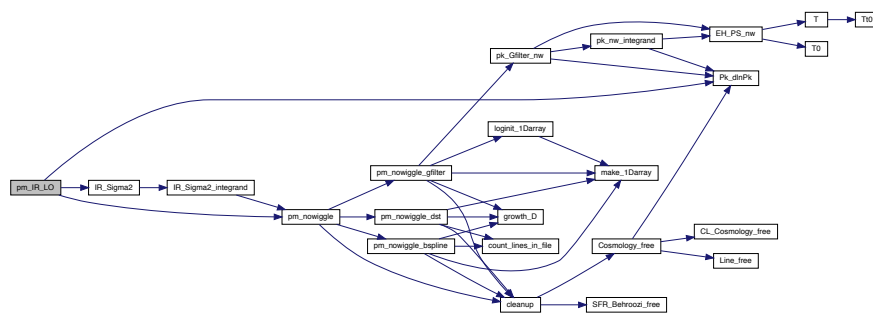 pm_IR_LO
IR_Sigma2
IR_Sigma2_integrand
pm_nowiggle
pm_nowiggle_gfilter
pm_nowiggle_dst
pm_nowiggle_bspline
pk_Gfilter_nw
loginit_1Darray
growth_D
count_lines_in_file
cleanup
pk_nw_integrand
make_1Darray
Cosmology_free
SFR_Behroozi_free
EH_PS_nw
Pk_dlnPk
CL_Cosmology_free
Line_free
T
T0
Tt0